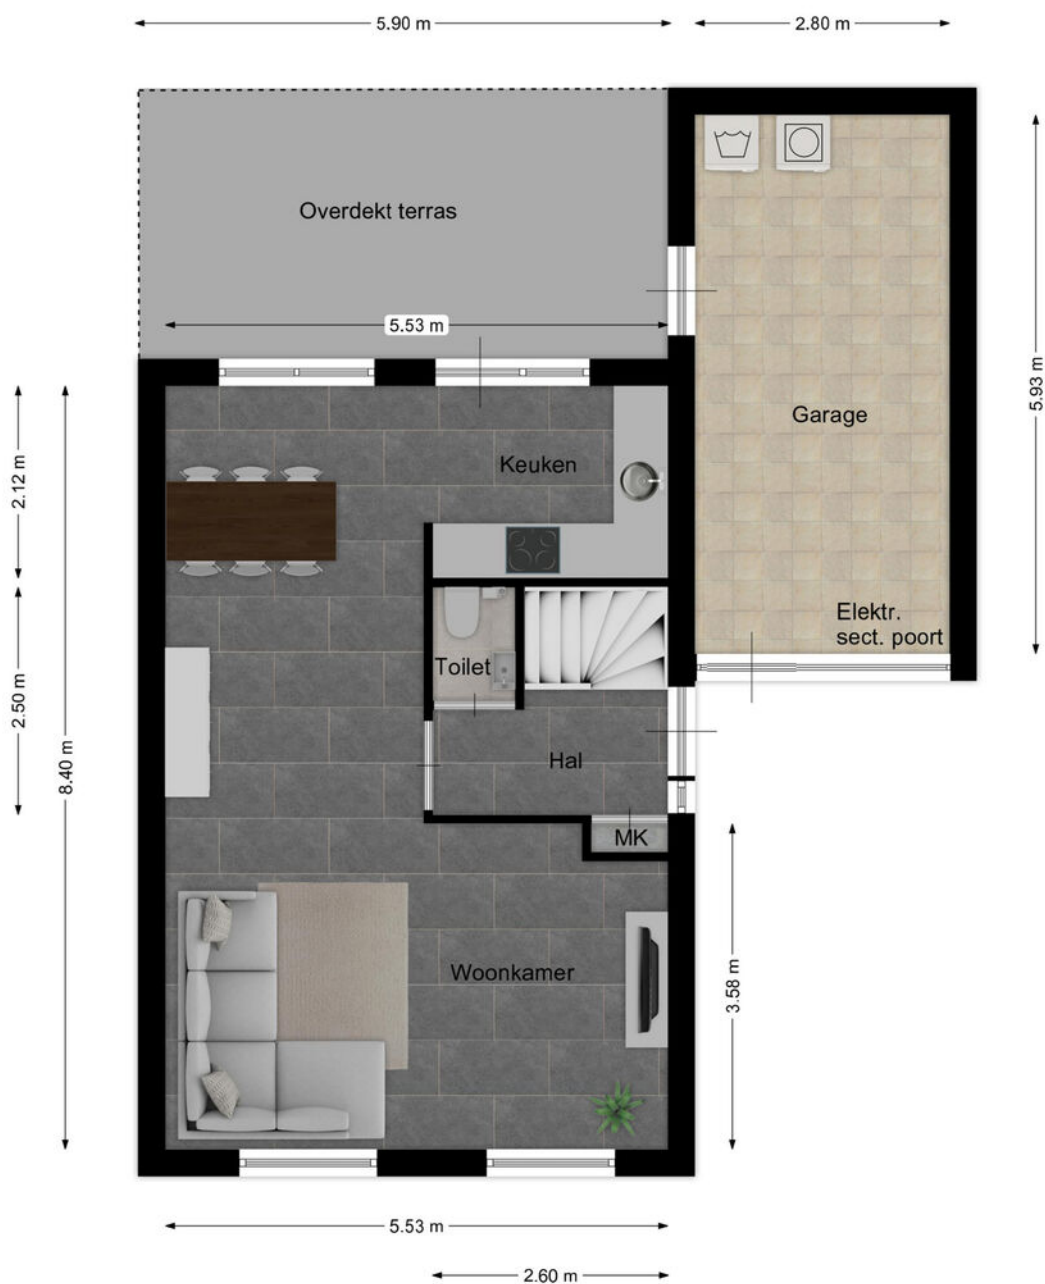 5.90 m
2.80 m
Overdekt terras
5.53 m
5.93 m
Garage
2.12 m
Keuken
Elektr.
sect. poort
Toilet
2.50 m
8.40 m
Hal
MK
Woonkamer
3.58 m
5.53 m
2.60 m